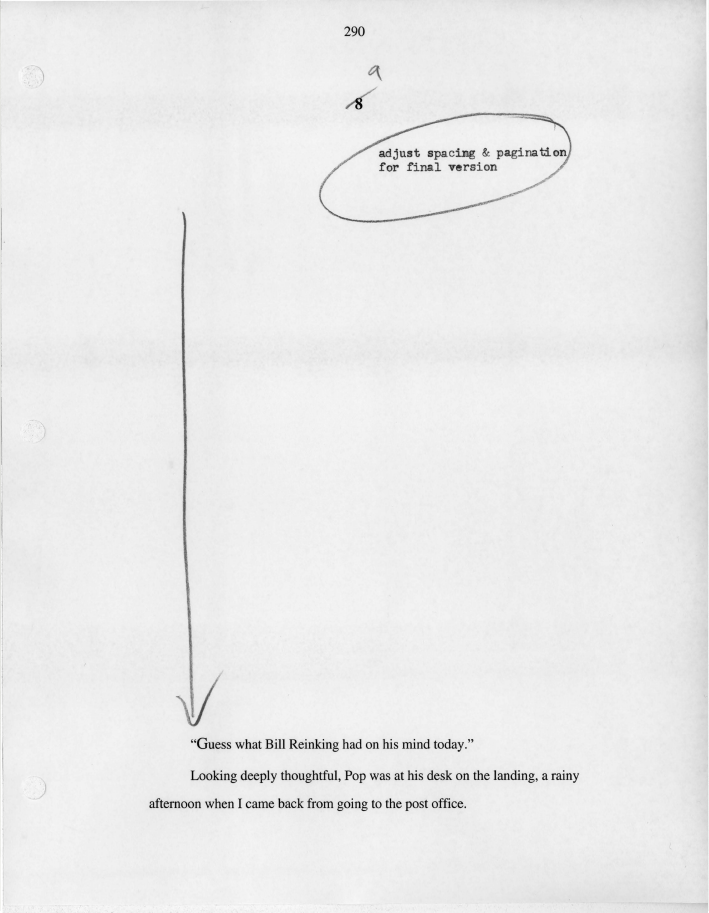 290
9
8
adjust spacing & pagination
for final version
“Guess what Bill Reinking had on his mind today.”
Looking deeply thoughtful, Pop was at his desk on the landing, a rainy
afternoon when I came back from going to the post office.